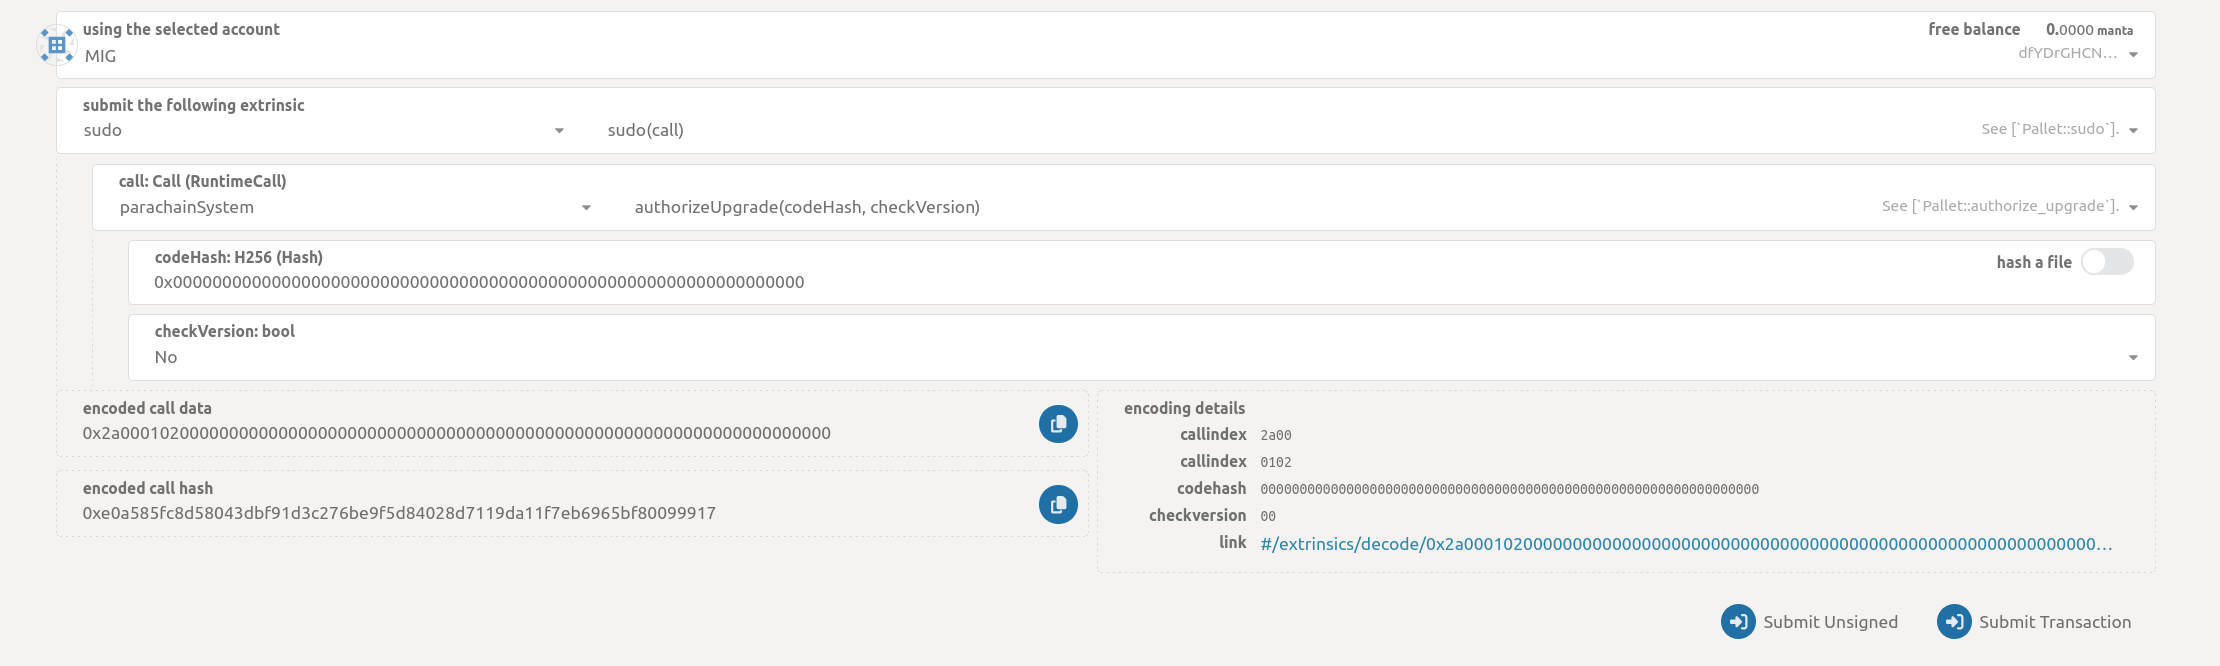 using the selected account
MIG
free balance 0.0000 manta
dfYDrGHCN…
submit the following extrinsic
sudo
sudo(call)
See [`Pallet::sudo`].
call: Call (RuntimeCall)
parachainSystem
authorizeUpgrade(codeHash, checkVersion)
See [`Pallet::authorize_upgrade`].
codeHash: H256 (Hash)
0x0000000000000000000000000000000000000000000000000000000000000000
hash a file
checkVersion: bool
No
encoded call data
0x2a000102000000000000000000000000000000000000000000000000000000000000000000
encoded call hash
0xe0a585fc8d58043dbf91d3c276be9f5d84028d7119da11f7eb6965bf80099917
encoding details
callindex 2a00
callindex 0102
codehash 0000000000000000000000000000000000000000000000000000000000000000
checkversion 00
link #/extrinsics/decode/0x2a0001020000000000000000000000000000000000000000000000000000000000…
Submit Unsigned
Submit Transaction